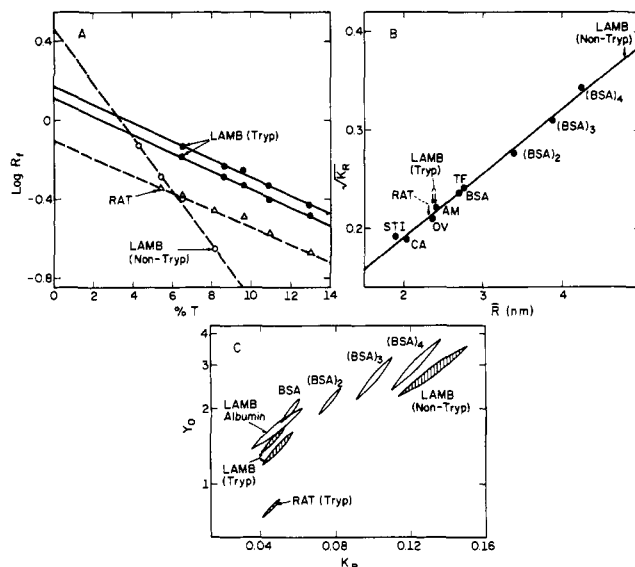 A
0.4
0
-0.4
-0.8
Log Rf
LAMB (Tryp)
RAT
LAMB
(Non-Tryp)
0 2 4 6 8 10 12 14
% T
B
LAMB
(Non-Tryp)
(BSA)4
(BSA)3
(BSA)2
LAMB
(Tryp)
TF
BSA
RAT
AM
OV
STI
CA
0.4
0.3
0.2
√KR
2 3 4
R̄ (nm)
C
4
3
2
1
Y0
(BSA)4
(BSA)3
(BSA)2
BSA
LAMB
Albumin
LAMB
(Tryp)
LAMB
(Non-Tryp)
RAT (Tryp)
0.04 0.08 0.12 0.16
KR